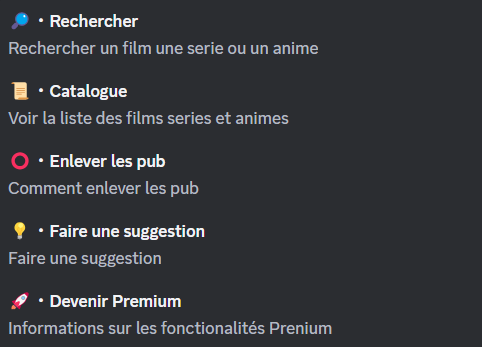 🔎 • Rechercher
Rechercher un film une serie ou un anime
📜 • Catalogue
Voir la liste des films series et animes
⭕ • Enlever les pub
Comment enlever les pub
💡 • Faire une suggestion
Faire une suggestion
🚀 • Devenir Premium
Informations sur les fonctionalités Prenium